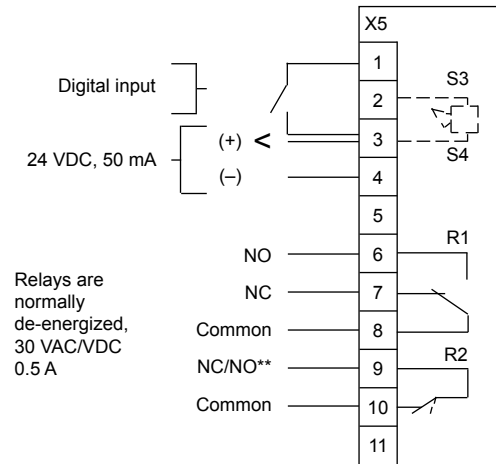 X5
1
Digital input
2
S3
24 VDC, 50 mA
(+) <
3
S4
(–)
4
5
NO
6
R1
NC
7
Relays are
normally
de-energized,
30 VAC/VDC
0.5 A
Common
8
NC/NO**
9
R2
Common
10
11